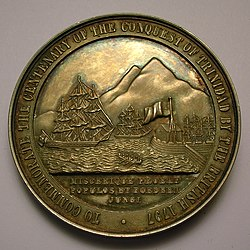 TO COMMEMORATE THE CENTENARY OF THE CONQUEST OF TRINIDAD BY THE BRITISH 1797
MISCERIQUE PROBAT
POPULOS, ET FOEDERA
JUNGI